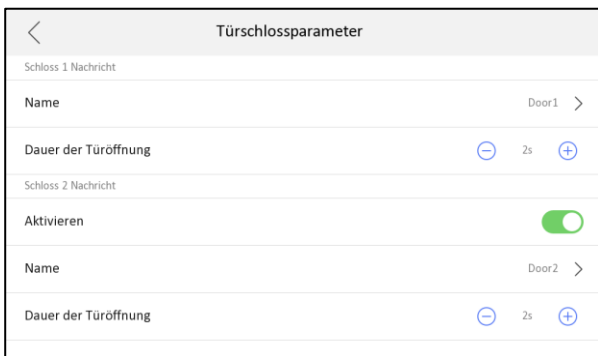 Türschlossparameter
Schloss 1 Nachricht
Name Door1
Dauer der Türöffnung 2s
Schloss 2 Nachricht
Aktivieren
Name Door2
Dauer der Türöffnung 2s